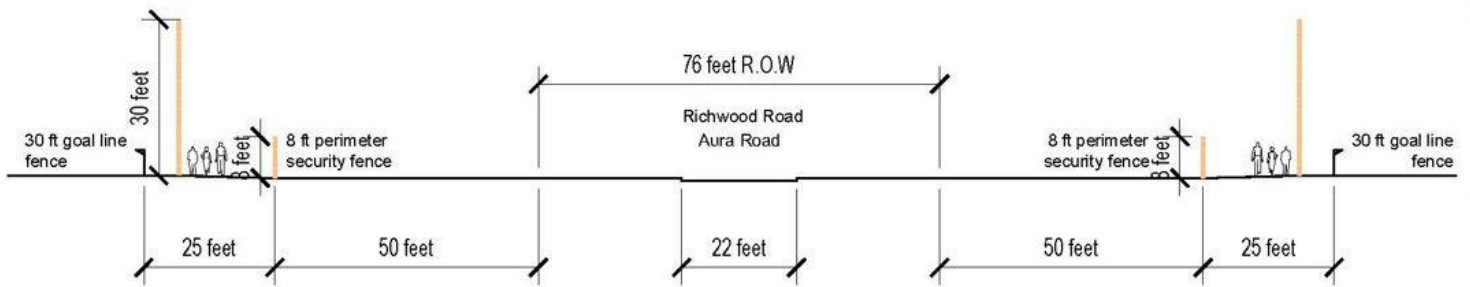 76 feet R.O.W
30 feet
Richwood Road
Aura Road
30 ft goal line
fence
8 feet
8 ft perimeter
security fence
8 ft perimeter
security fence
8 feet
30 ft goal line
fence
25 feet
50 feet
22 feet
50 feet
25 feet